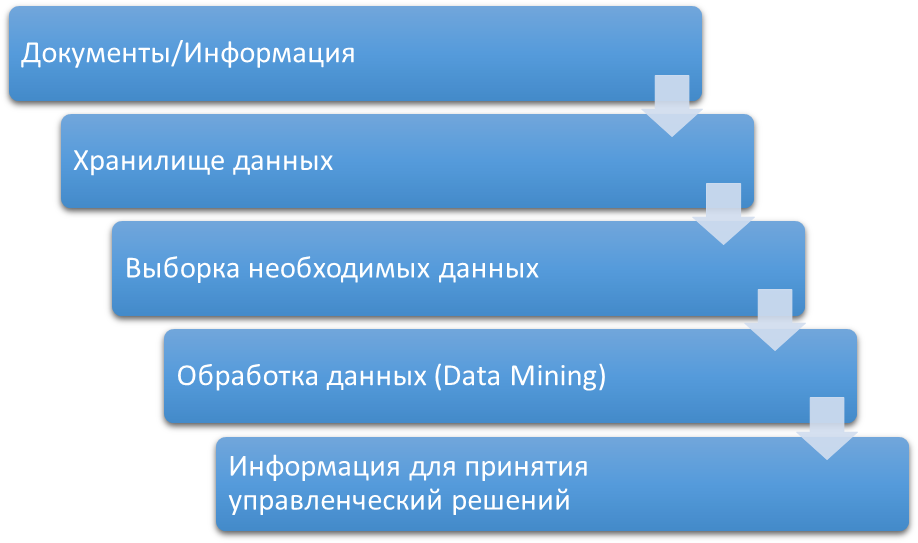 Документы/Информация
Хранилище данных
Выборка необходимых данных
Обработка данных (Data Mining)
Информация для принятия
управленческий решений